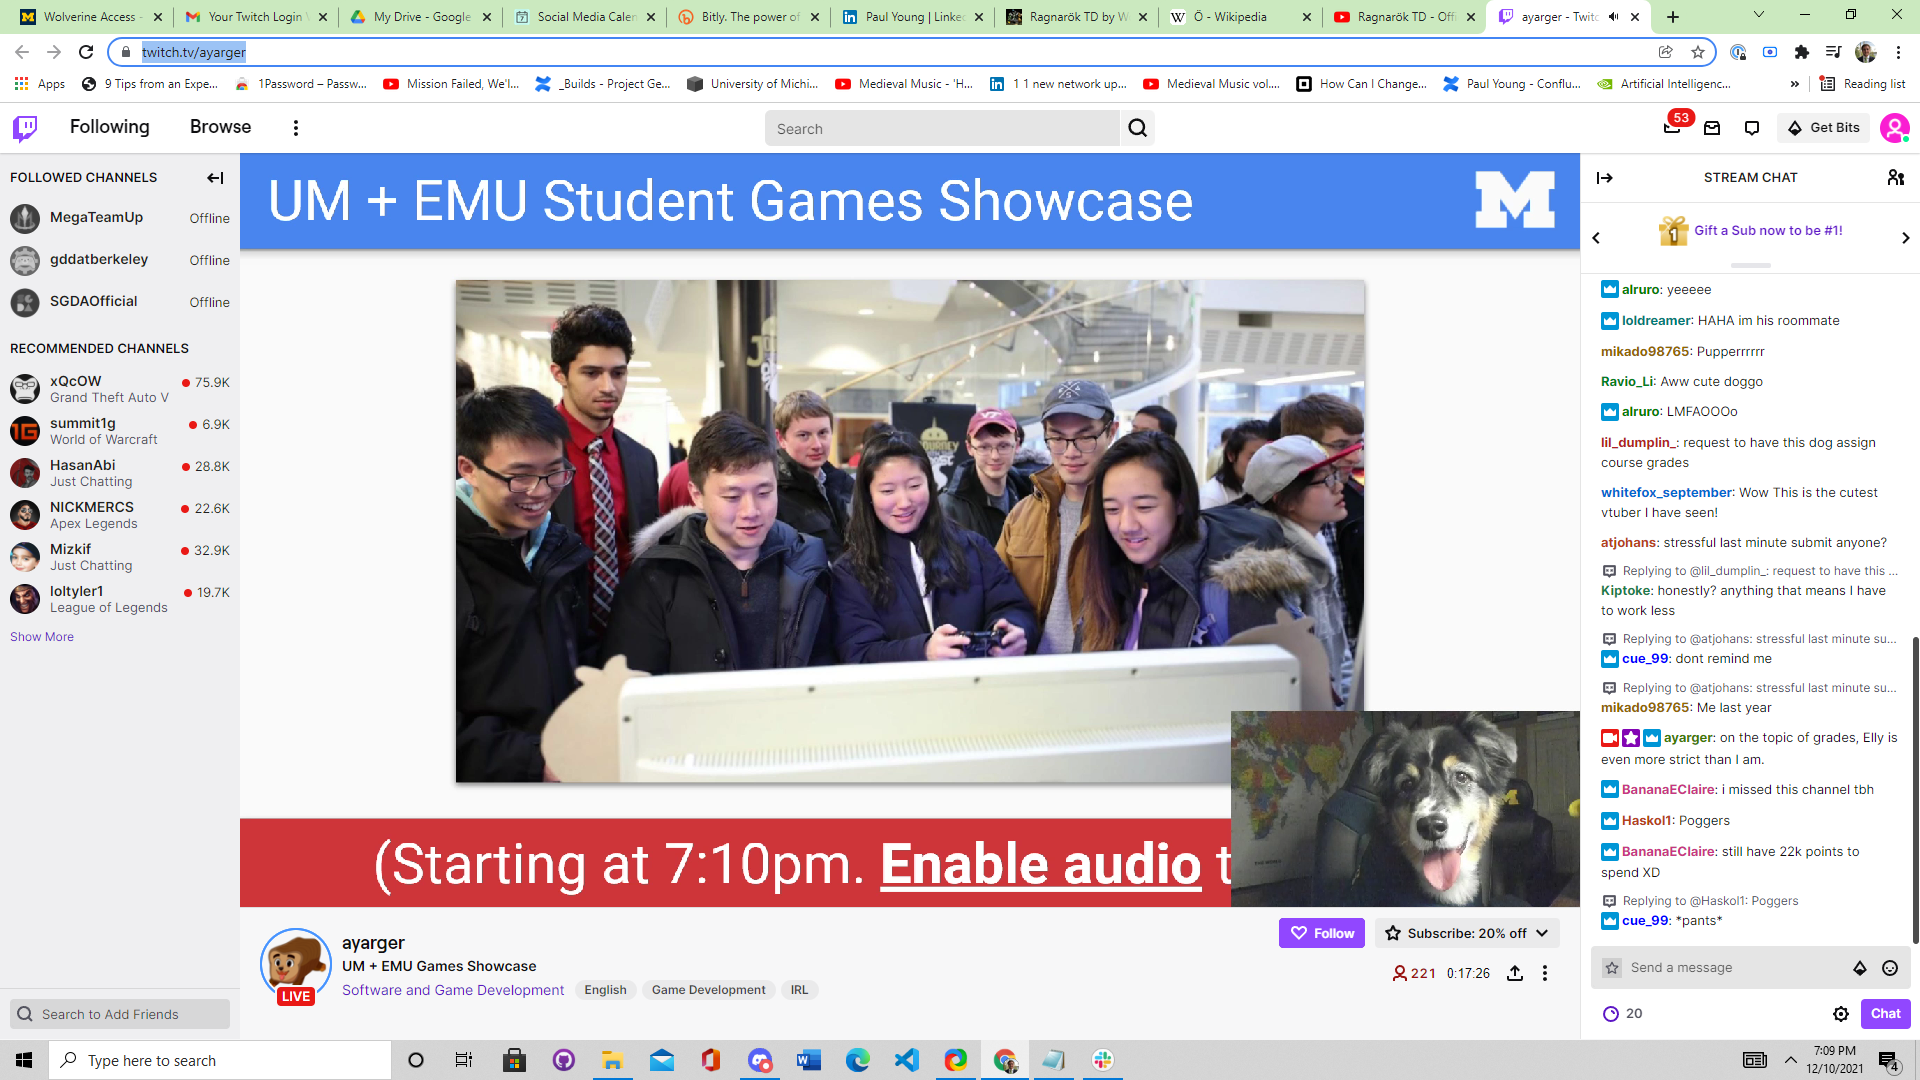 Wolverine Access -
Your Twitch Login
My Drive - Google
Social Media Calen
Bitly. The power of
Paul Young | Linked
Ragnarök TD by W
Ö - Wikipedia
Ragnarök TD - Offi
ayarger - Twitc
twitch.tv/ayarger
Apps
9 Tips from an Expe...
1Password – Passw...
Mission Failed, We'l...
_Builds - Project Ge...
University of Michi...
Medieval Music - 'H...
1 1 new network up...
Medieval Music vol....
How Can I Change...
Paul Young - Conflu...
Artificial Intelligenc...
»
Reading list
Following
Browse
Search
53
Get Bits
FOLLOWED CHANNELS
MegaTeamUp
Offline
gddatberkeley
Offline
SGDAOfficial
Offline
RECOMMENDED CHANNELS
xQcOW
75.9K
Grand Theft Auto V
summit1g
6.9K
World of Warcraft
HasanAbi
28.8K
Just Chatting
NICKMERCS
22.6K
Apex Legends
Mizkif
32.9K
Just Chatting
loltyler1
19.7K
League of Legends
Show More
Search to Add Friends
UM + EMU Student Games Showcase
M
(Starting at 7:10pm. Enable audio t
ayarger
UM + EMU Games Showcase
Software and Game Development
English
Game Development
IRL
LIVE
Follow
Subscribe: 20% off
221
0:17:26
STREAM CHAT
1
Gift a Sub now to be #1!
alruro: yeeeee
loldreamer: HAHA im his roommate
mikado98765: Pupperrrrrr
Ravio_Li: Aww cute doggo
alruro: LMFAOOOo
lil_dumplin_: request to have this dog assign
course grades
whitefox_september: Wow This is the cutest
vtuber I have seen!
atjohans: stressful last minute submit anyone?
Replying to @lil_dumplin_: request to have this ...
Kiptoke: honestly? anything that means I have
to work less
Replying to @atjohans: stressful last minute su...
cue_99: dont remind me
Replying to @atjohans: stressful last minute su...
mikado98765: Me last year
ayarger: on the topic of grades, Elly is
even more strict than I am.
BananaEClaire: i missed this channel tbh
Haskol1: Poggers
BananaEClaire: still have 22k points to
spend XD
Replying to @Haskol1: Poggers
cue_99: *pants*
Send a message
20
Chat
Type here to search
7:09 PM
12/10/2021
4